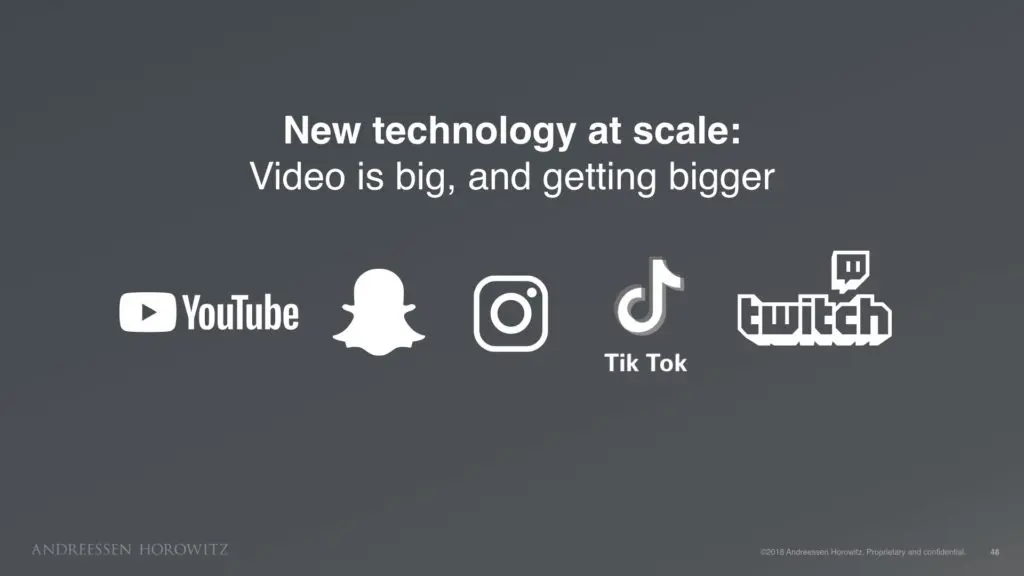 New technology at scale:
Video is big, and getting bigger
YouTube
Tik Tok
twitch
ANDREESSEN HOROWITZ
©2018 Andreessen Horowitz. Proprietary and confidential.
48